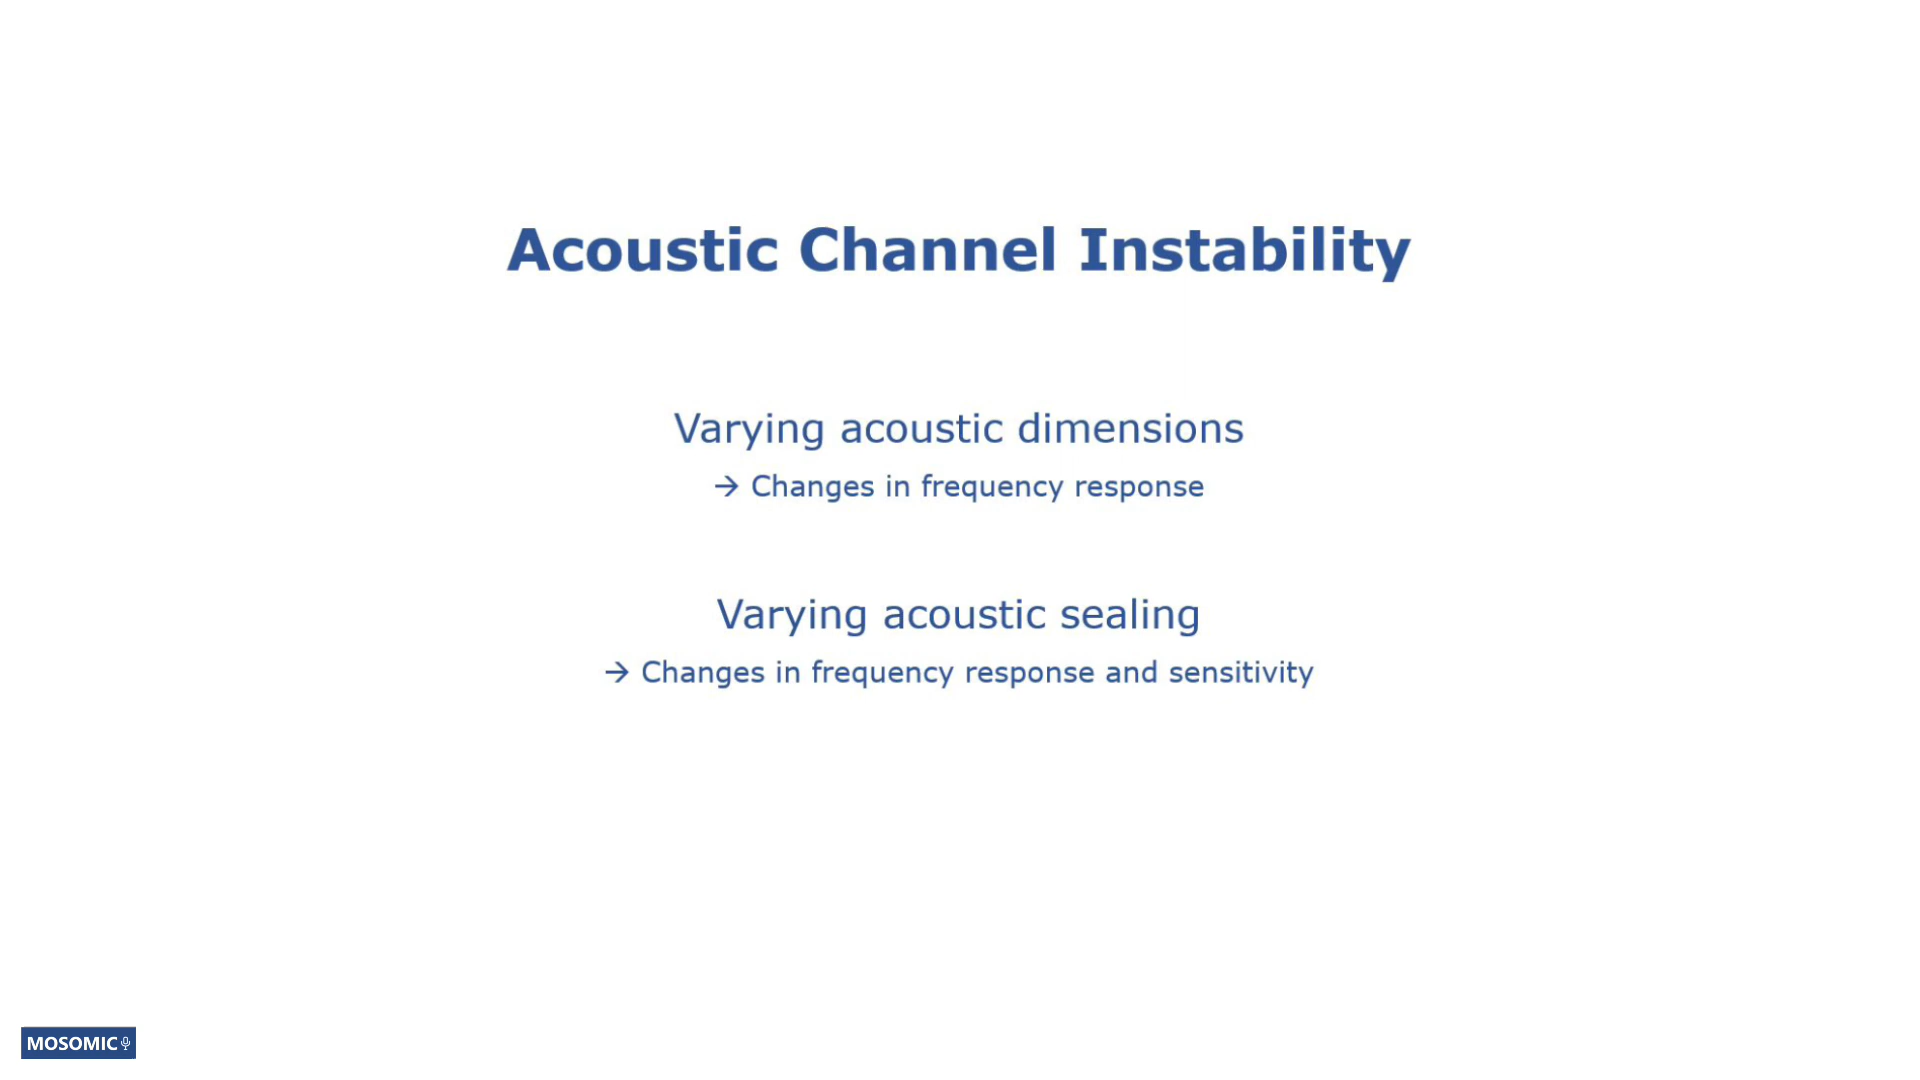 Acoustic Channel Instability
Varying acoustic dimensions
→ Changes in frequency response
Varying acoustic sealing
→ Changes in frequency response and sensitivity
MOSOMIC